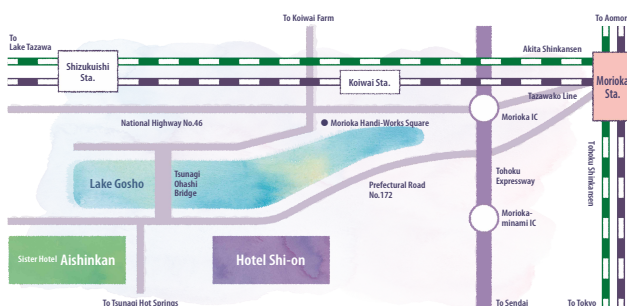 To Koiwai Farm
To Aomori
To
Lake Tazawa
Akita Shinkansen
Shizukuishi
Sta.
Koiwai Sta.
Morioka
Sta.
Tazawako Line
National Highway No.46
Morioka Handi-Works Square
Morioka IC
Lake Gosho
Tsunagi
Ohashi
Bridge
Prefectural Road
No.172
Tohoku
Expressway
Tohoku Shinkansen
Morioka-
minami IC
Sister Hotel Aishinkan
Hotel Shi-on
To Tsunagi Hot Springs
To Sendai
To Tokyo